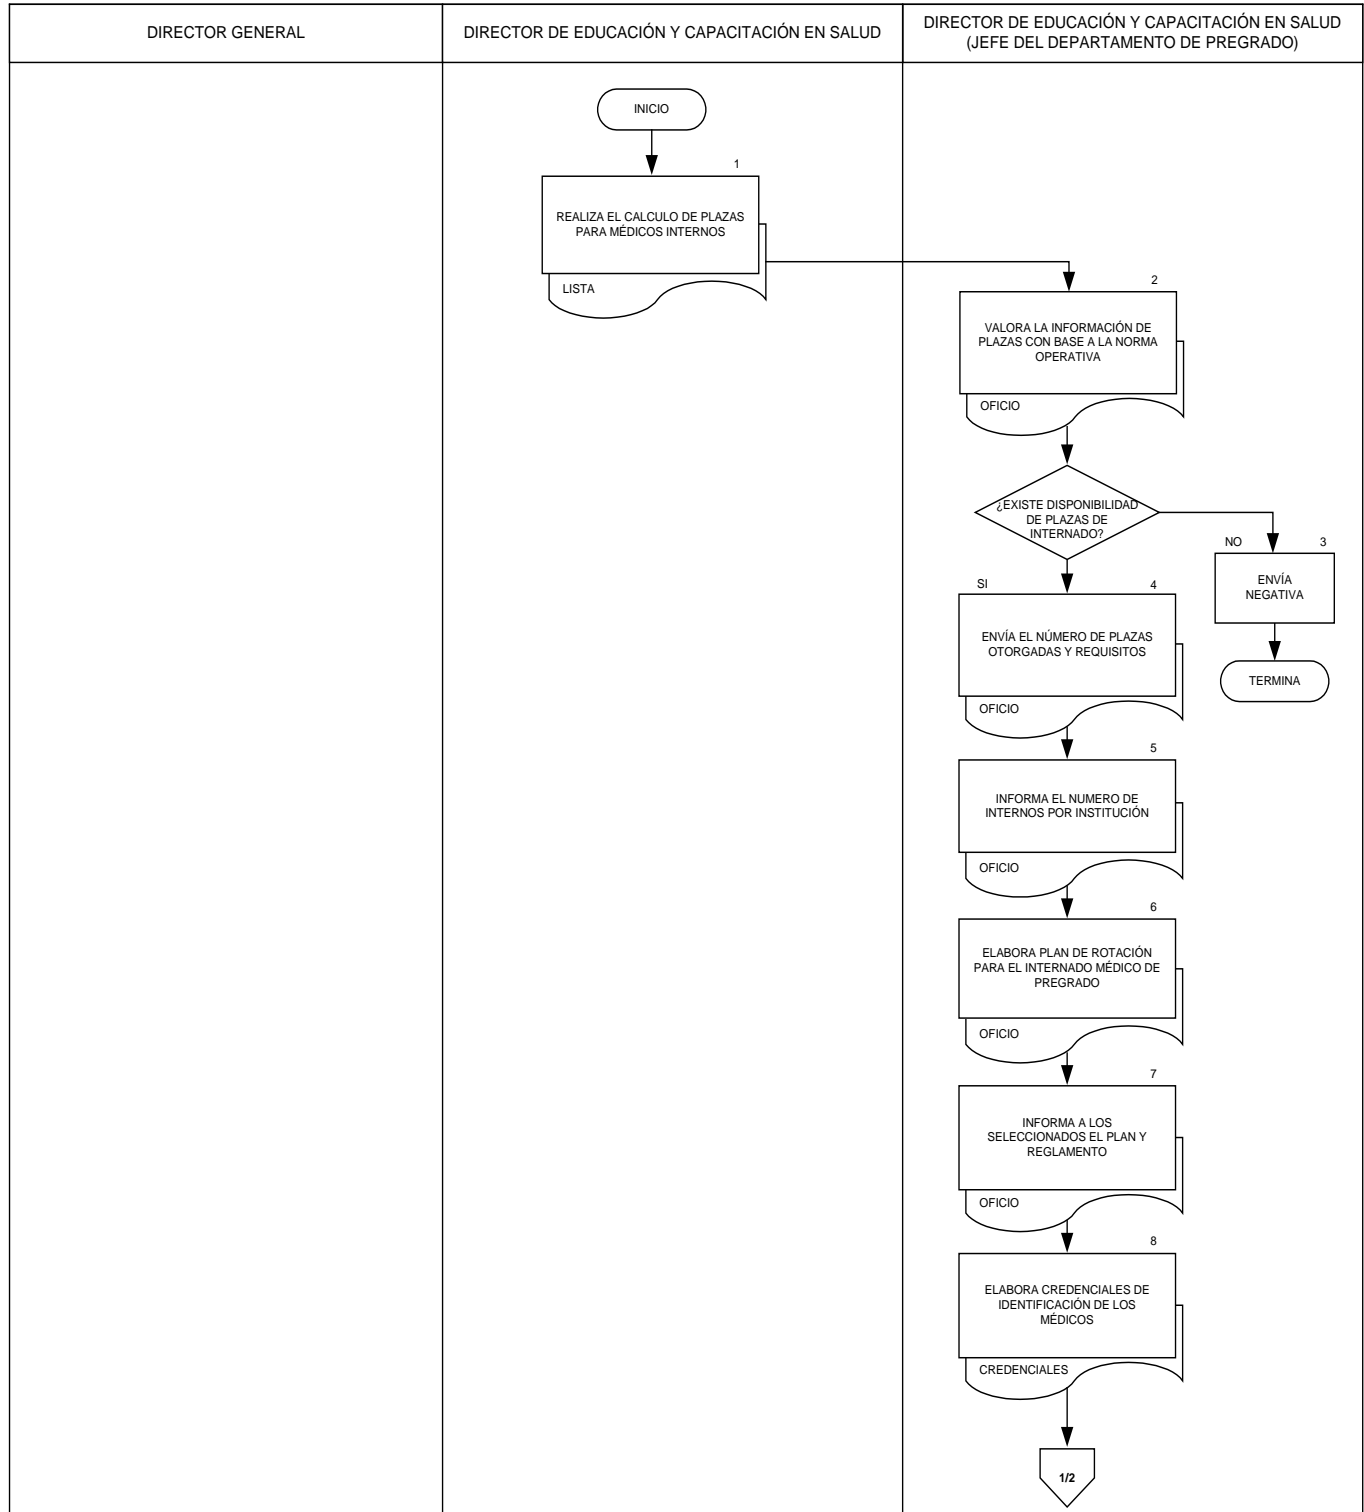 DIRECTOR GENERAL
DIRECTOR DE EDUCACIÓN Y CAPACITACIÓN EN SALUD
DIRECTOR DE EDUCACIÓN Y CAPACITACIÓN EN SALUD
(JEFE DEL DEPARTAMENTO DE PREGRADO)
INICIO
1
REALIZA EL CALCULO DE PLAZAS
PARA MÉDICOS INTERNOS
LISTA
2
VALORA LA INFORMACIÓN DE
PLAZAS CON BASE A LA NORMA
OPERATIVA
OFICIO
¿EXISTE DISPONIBILIDAD
DE PLAZAS DE
INTERNADO?
NO
3
ENVÍA
NEGATIVA
TERMINA
SI
4
ENVÍA EL NÚMERO DE PLAZAS
OTORGADAS Y REQUISITOS
OFICIO
5
INFORMA EL NUMERO DE
INTERNOS POR INSTITUCIÓN
OFICIO
6
ELABORA PLAN DE ROTACIÓN
PARA EL INTERNADO MÉDICO DE
PREGRADO
OFICIO
7
INFORMA A LOS
SELECCIONADOS EL PLAN Y
REGLAMENTO
OFICIO
8
ELABORA CREDENCIALES DE
IDENTIFICACIÓN DE LOS
MÉDICOS
CREDENCIALES
1/2